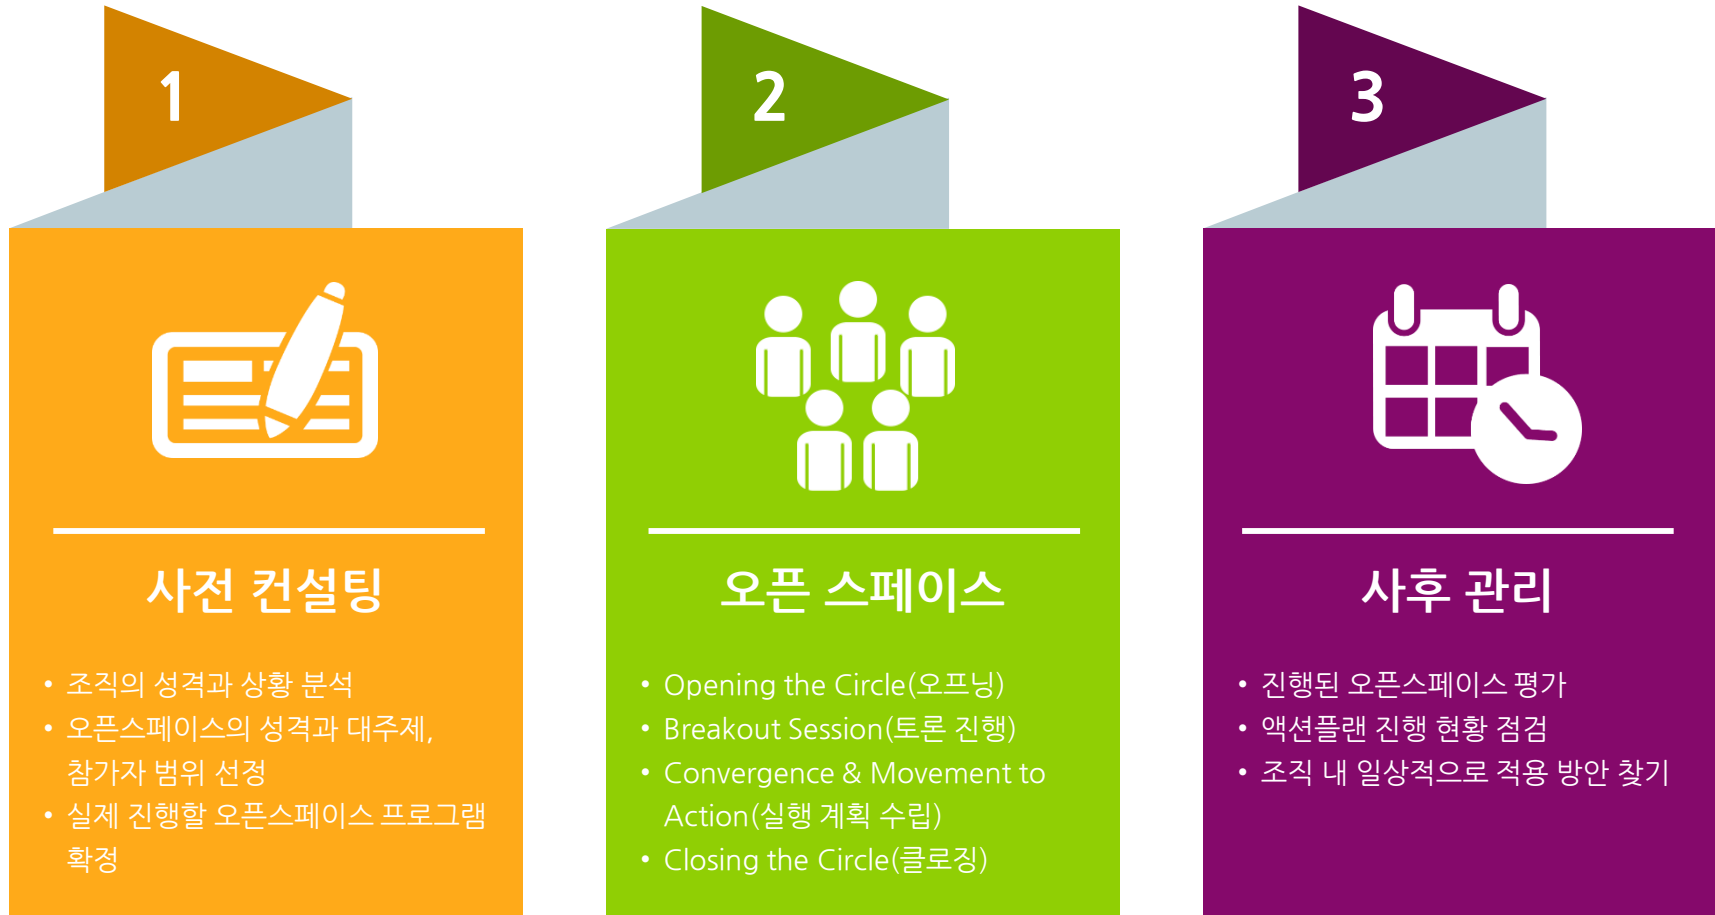 1
사전 컨설팅
• 조직의 성격과 상황 분석
• 오픈스페이스의 성격과 대주제,
참가자 범위 선정
• 실제 진행할 오픈스페이스 프로그램
확정
2
오픈 스페이스
• Opening the Circle(오프닝)
• Breakout Session(토론 진행)
• Convergence & Movement to
Action(실행 계획 수립)
• Closing the Circle(클로징)
3
사후 관리
• 진행된 오픈스페이스 평가
• 액션플랜 진행 현황 점검
• 조직 내 일상적으로 적용 방안 찾기